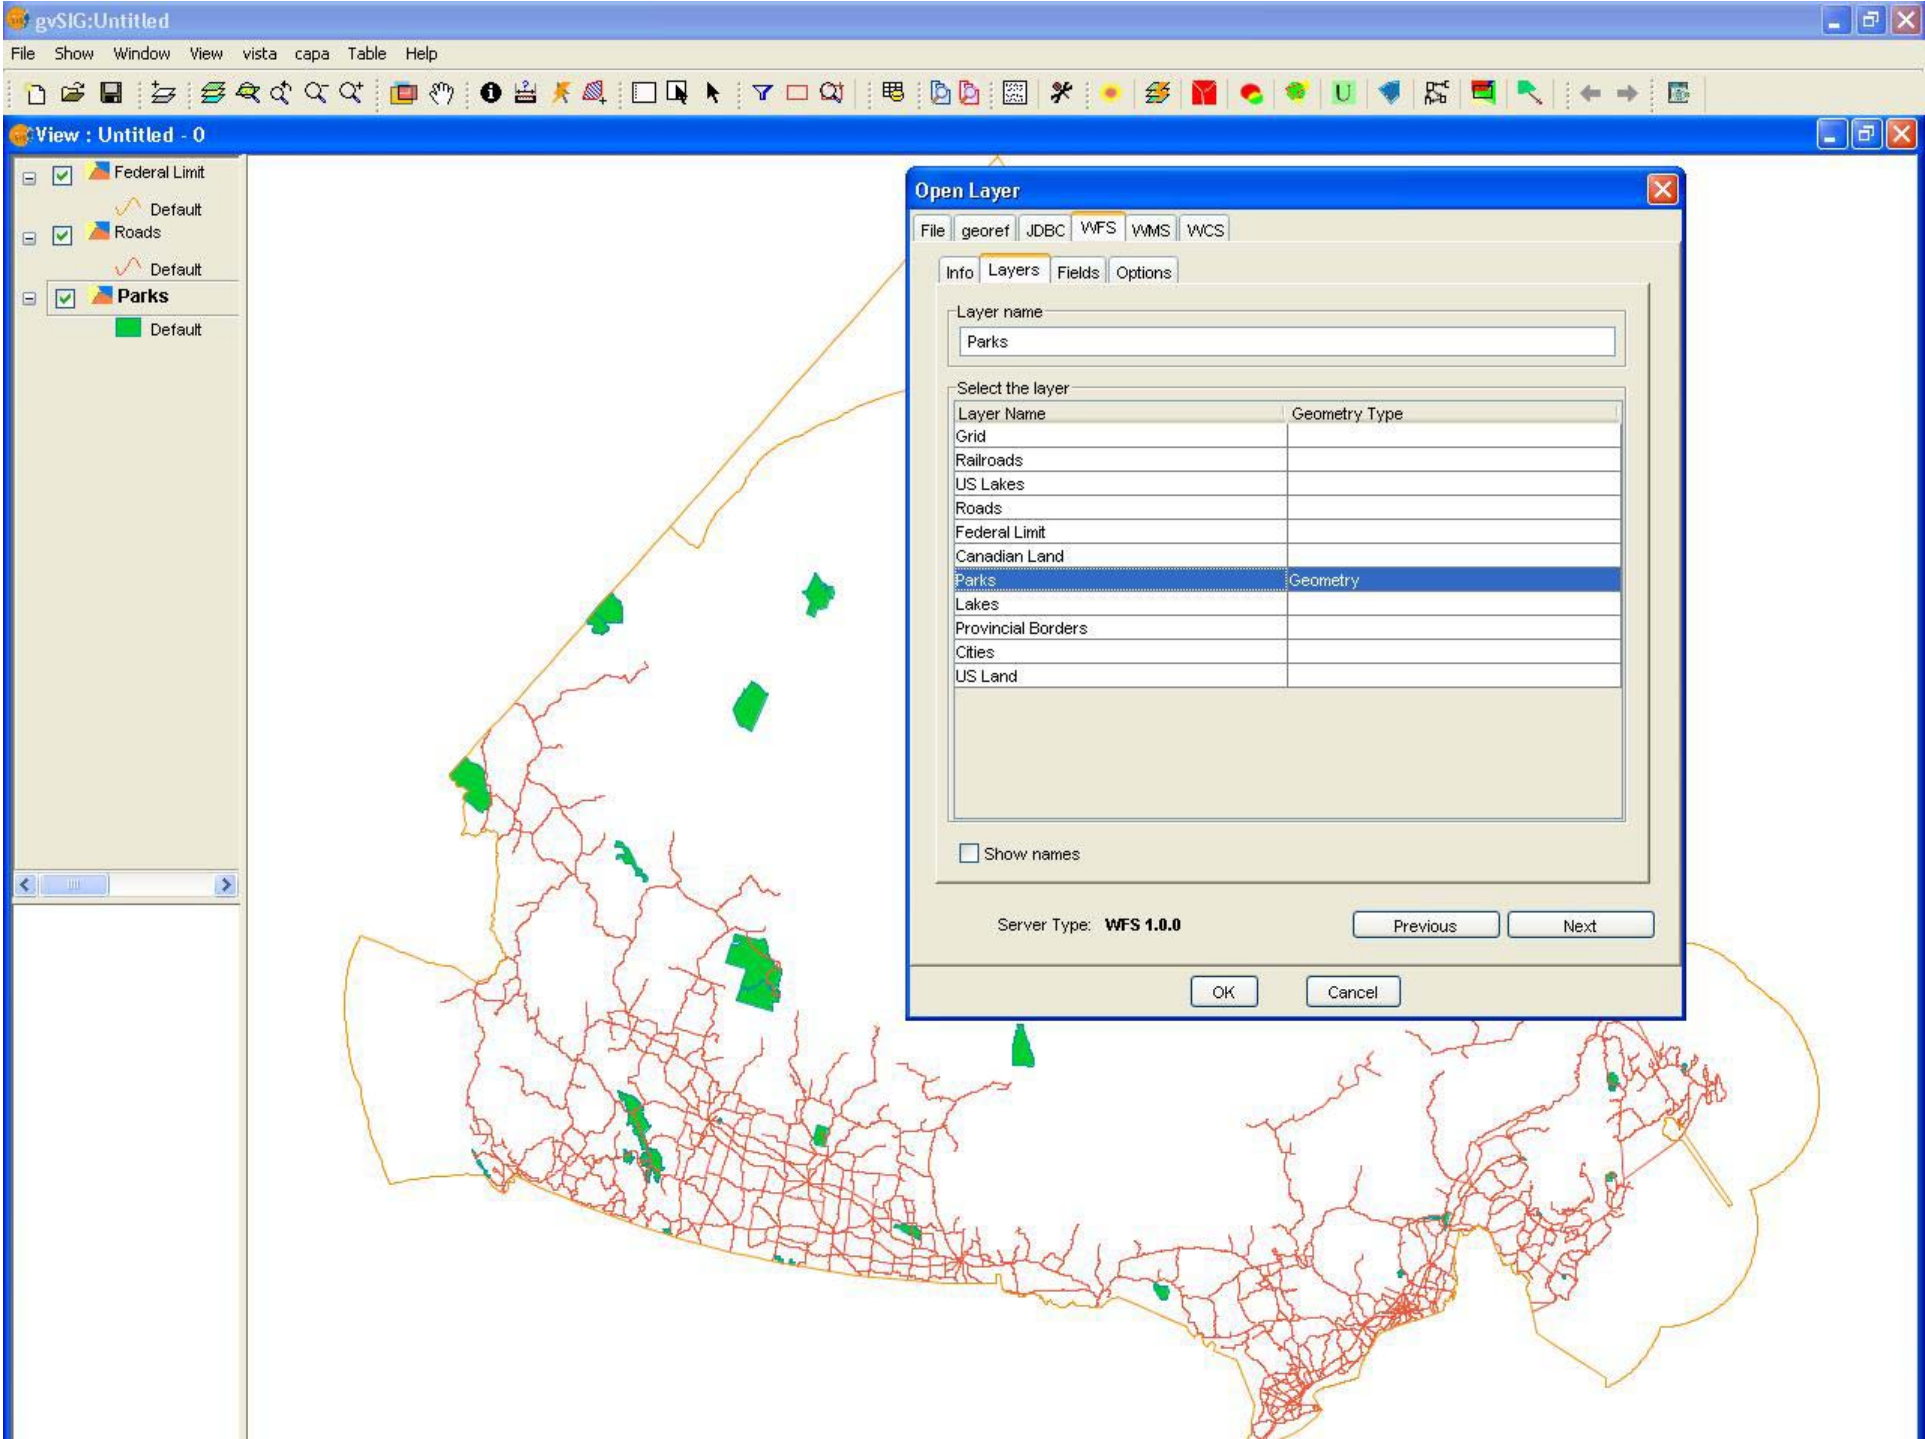 gvSIG:Untitled
File Show Window View vista capa Table Help
U
View : Untitled - 0
Federal Limit
Default
Roads
Default
Parks
Default
Open Layer
File georef JDBC WFS WMS WCS
Info Layers Fields Options
Layer name
Parks
Select the layer
Layer Name Geometry Type
Grid
Railroads
US Lakes
Roads
Federal Limit
Canadian Land
Parks Geometry
Lakes
Provincial Borders
Cities
US Land
Show names
Server Type: WFS 1.0.0 Previous Next
OK Cancel